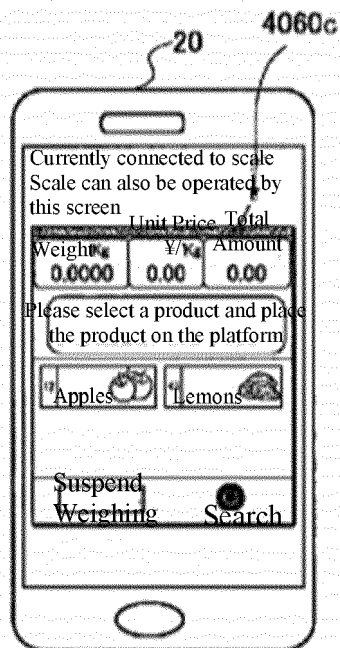 4060c
20
Currently connected to scale
Scale can also be operated by
this screen
Weight Kg Unit Price ¥/Kg Total Amount
0.0000 0.00 0.00
Please select a product and place
the product on the platform
Apples Lemons
Suspend
Weighing Search